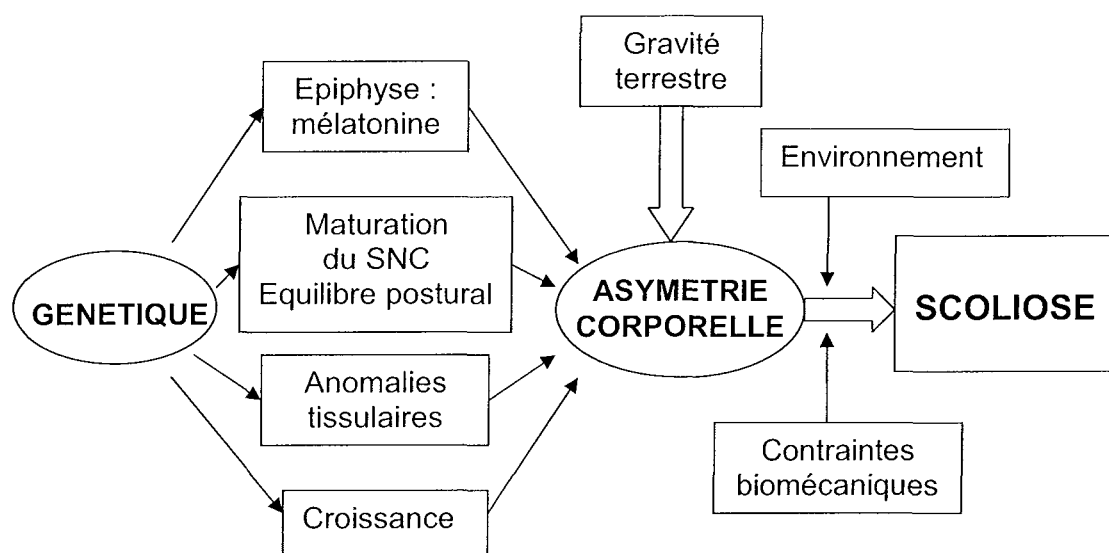 Gravité
terrestre
Epiphyse :
mélatonine
Environnement
Maturation
du SNC
Equilibre postural
GENETIQUE
ASYMETRIE
CORPORELLE
SCOLIOSE
Anomalies
tissulaires
Contraintes
biomécaniques
Croissance